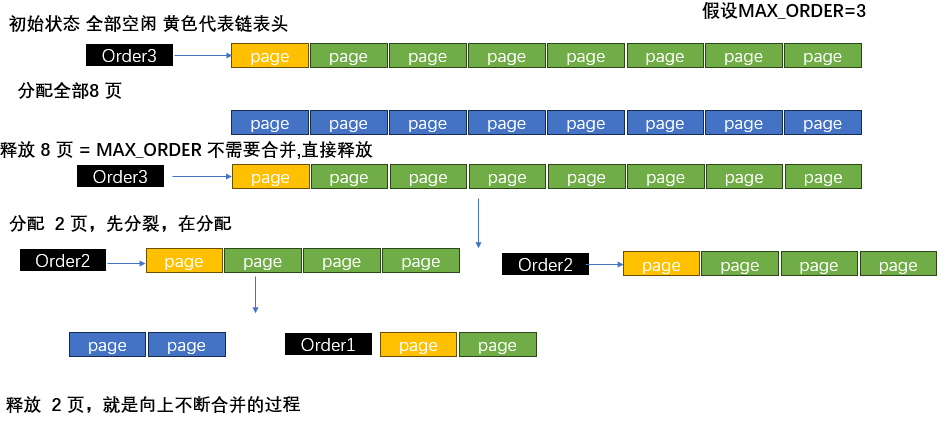 假设MAX_ORDER=3
初始状态 全部空闲 黄色代表链表头
Order3 page page page page page page page page
分配全部8 页
page page page page page page page page
释放 8 页 = MAX_ORDER 不需要合并,直接释放
Order3 page page page page page page page page
分配 2 页，先分裂，在分配
Order2 page page page page Order2 page page page page
page page Order1 page page
释放 2 页，就是向上不断合并的过程